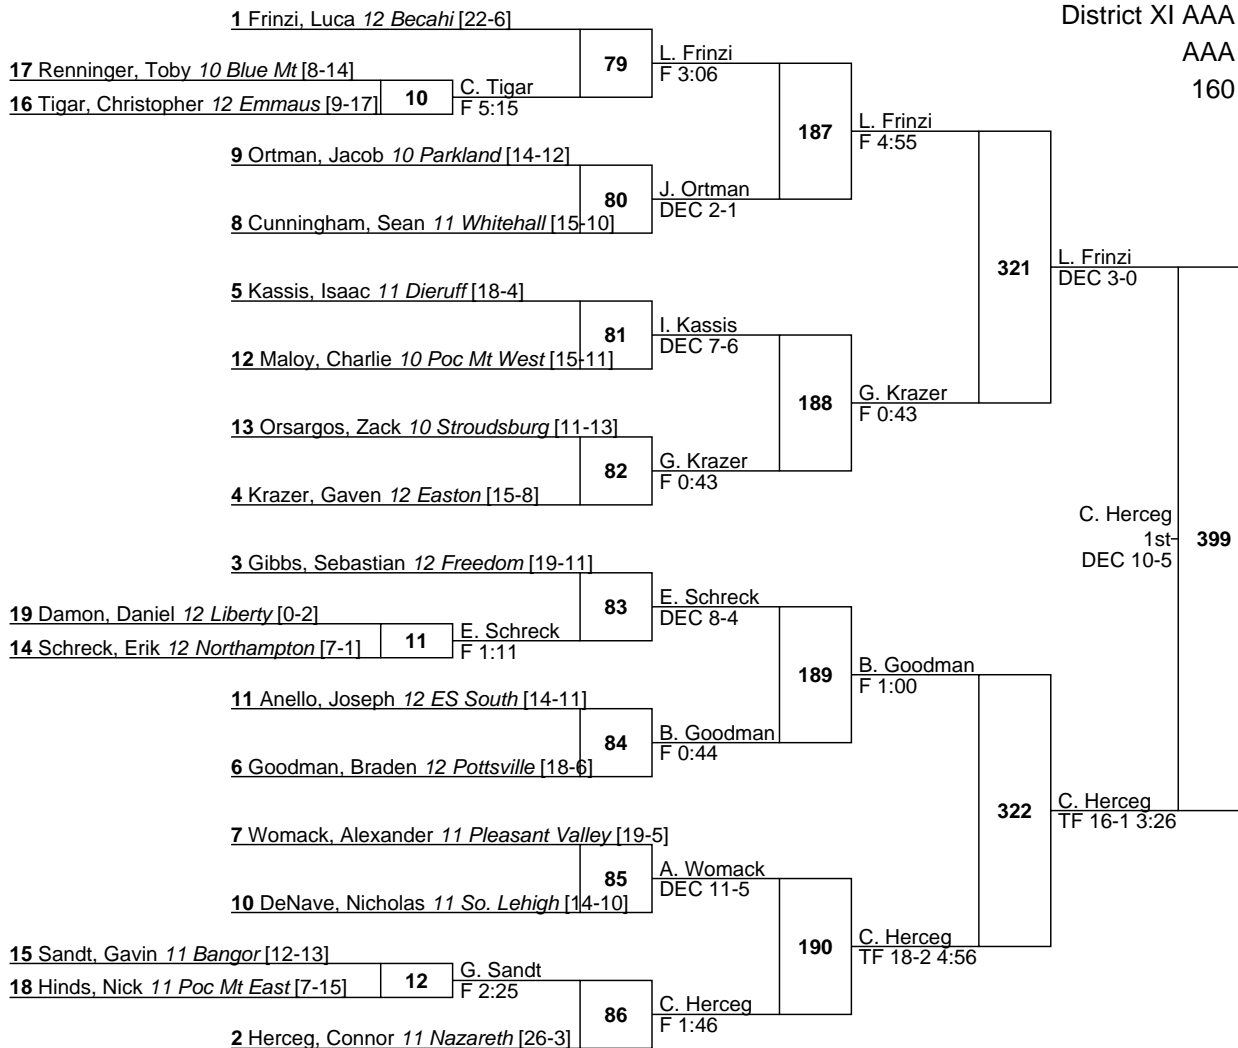 District XI AAA
AAA
160
1 Frinzi, Luca 12 Becahi [22-6]
79
L. Frinzi
F 3:06
17 Renninger, Toby 10 Blue Mt [8-14]
10
C. Tigar
F 5:15
16 Tigar, Christopher 12 Emmaus [9-17]
187
L. Frinzi
F 4:55
9 Ortman, Jacob 10 Parkland [14-12]
80
J. Ortman
DEC 2-1
8 Cunningham, Sean 11 Whitehall [15-10]
321
L. Frinzi
DEC 3-0
5 Kassis, Isaac 11 Dieruff [18-4]
81
I. Kassis
DEC 7-6
12 Maloy, Charlie 10 Poc Mt West [15-11]
188
G. Krazer
F 0:43
13 Orsargos, Zack 10 Stroudsburg [11-13]
82
G. Krazer
F 0:43
4 Krazer, Gaven 12 Easton [15-8]
C. Herceg
1st
DEC 10-5
399
3 Gibbs, Sebastian 12 Freedom [19-11]
83
E. Schreck
DEC 8-4
19 Damon, Daniel 12 Liberty [0-2]
11
E. Schreck
F 1:11
14 Schreck, Erik 12 Northampton [7-1]
189
B. Goodman
F 1:00
11 Anello, Joseph 12 ES South [14-11]
84
B. Goodman
F 0:44
6 Goodman, Braden 12 Pottsville [18-6]
322
C. Herceg
TF 16-1 3:26
7 Womack, Alexander 11 Pleasant Valley [19-5]
85
A. Womack
DEC 11-5
10 DeNave, Nicholas 11 So. Lehigh [14-10]
190
C. Herceg
TF 18-2 4:56
15 Sandt, Gavin 11 Bangor [12-13]
12
G. Sandt
F 2:25
18 Hinds, Nick 11 Poc Mt East [7-15]
86
C. Herceg
F 1:46
2 Herceg, Connor 11 Nazareth [26-3]